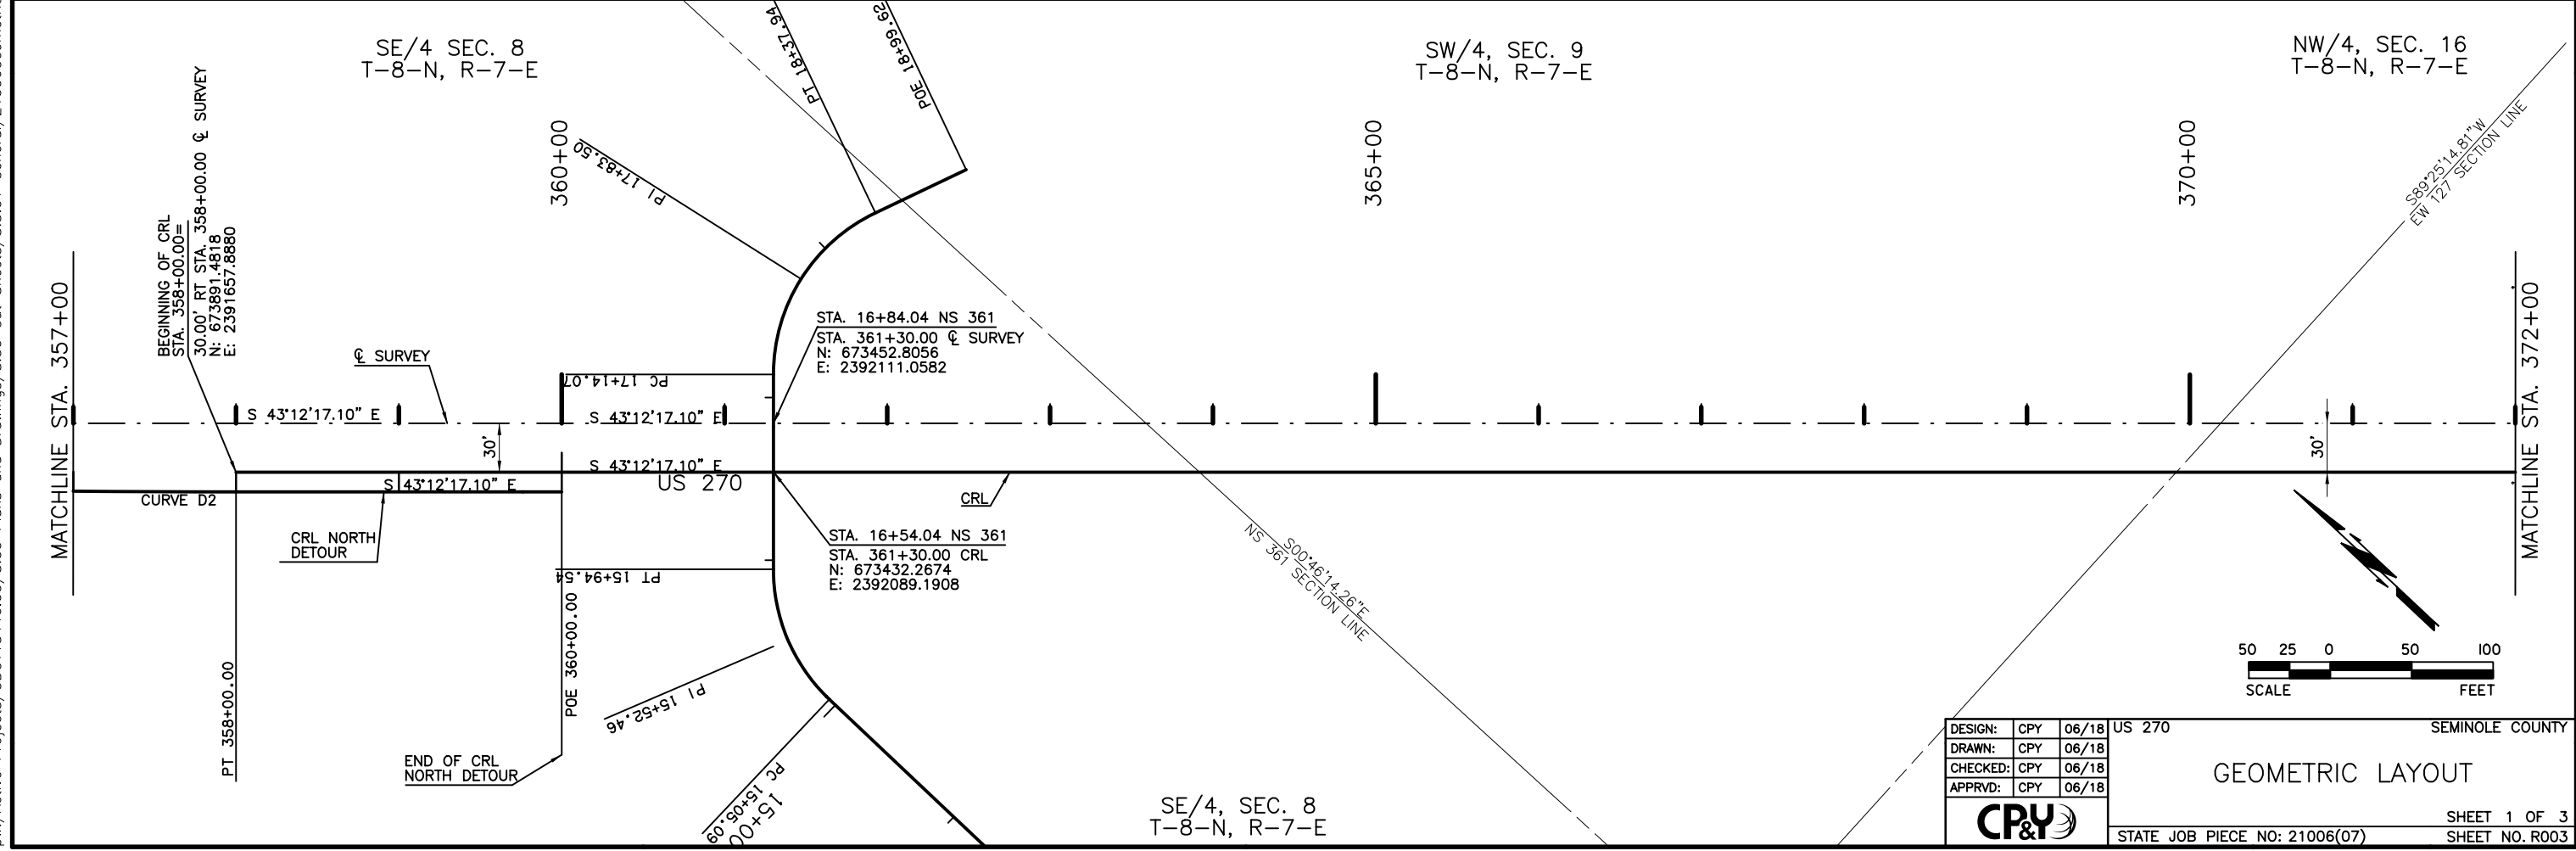 SE/4 SEC. 8
T-8-N, R-7-E
SW/4, SEC. 9
T-8-N, R-7-E
NW/4, SEC. 16
T-8-N, R-7-E
PT 18+37.94
POE 18+99.62
PI 17+83.50
360+00
365+00
370+00
S89°25'14.81"W
EW 127 SECTION LINE
MATCHLINE STA. 357+00
BEGINNING OF CRL
STA. 358+00.00=
30.00' RT STA. 358+00.00 ℄ SURVEY
N: 673891.4818
E: 2391657.8880
℄ SURVEY
STA. 16+84.04 NS 361
STA. 361+30.00 ℄ SURVEY
N: 673452.8056
E: 2392111.0582
PC 17+14.07
S 43°12'17.10" E
S 43°12'17.10" E
30'
S 43°12'17.10" E
US 270
S 43°12'17.10" E
CURVE D2
CRL NORTH
DETOUR
CRL
30'
MATCHLINE STA. 372+00
STA. 16+54.04 NS 361
STA. 361+30.00 CRL
N: 673432.2674
E: 2392089.1908
PT 15+94.54
S00°46'14.26"E
NS 361 SECTION LINE
PT 358+00.00
POE 360+00.00
PI 15+52.46
END OF CRL
NORTH DETOUR
PC 15+05.09
15+00
SE/4, SEC. 8
T-8-N, R-7-E
50 25 0 50 100
SCALE FEET
DESIGN: CPY 06/18
DRAWN: CPY 06/18
CHECKED: CPY 06/18
APPRVD: CPY 06/18
CP&Y
US 270 SEMINOLE COUNTY
GEOMETRIC LAYOUT
SHEET 1 OF 3
STATE JOB PIECE NO: 21006(07) SHEET NO. R003